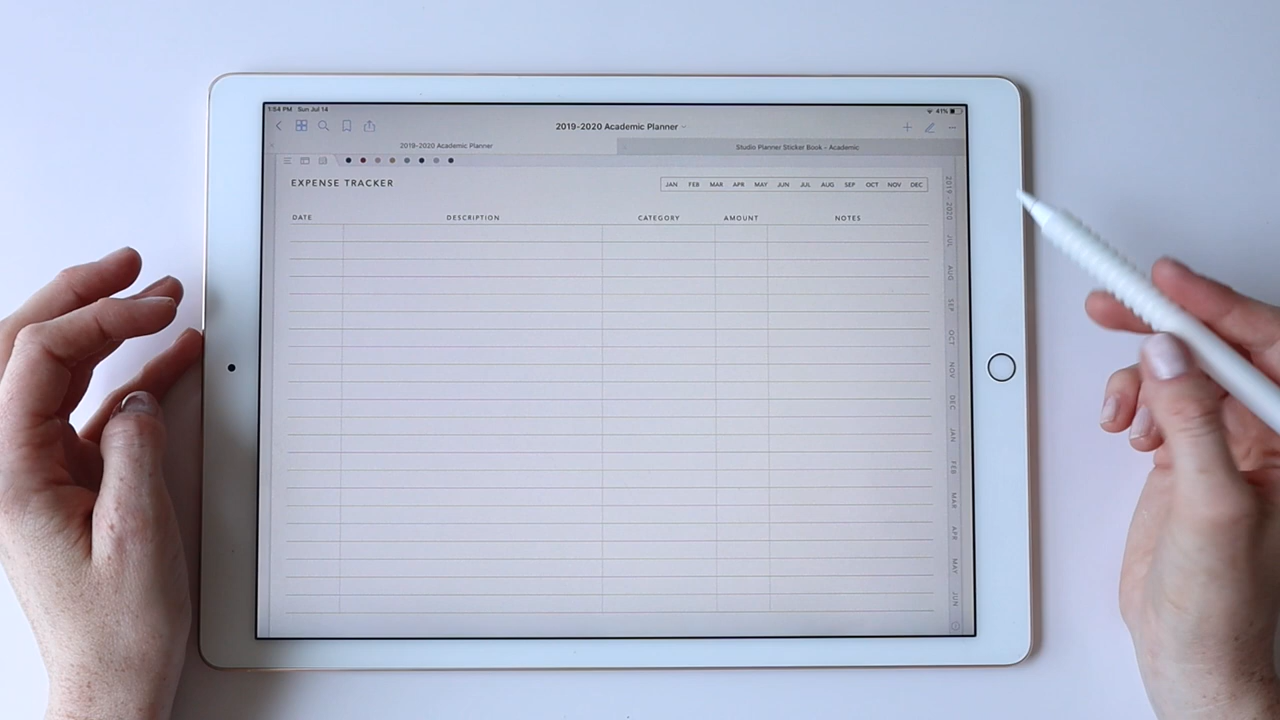 1:54 PM Sun Jul 14
41%
2019-2020 Academic Planner
2019-2020 Academic Planner
Studio Planner Sticker Book - Academic
EXPENSE TRACKER
JAN FEB MAR APR MAY JUN JUL AUG SEP OCT NOV DEC
DATE DESCRIPTION CATEGORY AMOUNT NOTES
2019 - 2020
JUL
AUG
SEP
OCT
NOV
DEC
JAN
FEB
MAR
APR
MAY
JUN